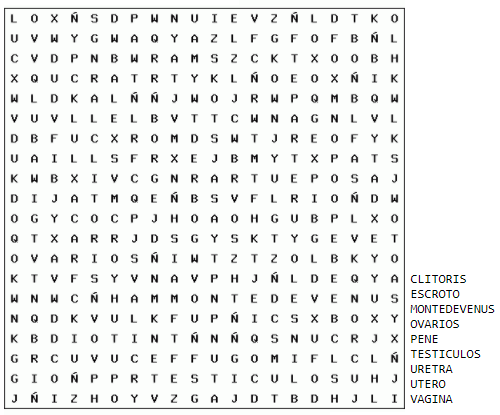 L O X Ñ S D P W N U I E V Z Ñ L D T K O
U V W Y G W A Q Y A Z L F G F O F B Ñ L
C V D P N B W R A M S Z C K T X O O B H
X Q U C R A T R T Y K L Ñ O E O X Ñ I K
W L D K A L Ñ Ñ J W O J R W P Q M B Q W
V U V L L E L B V T T C W N A G N L V L
D B F U C X R O M D S W T J R E O F Y K
U A I L L S F R X E J B M Y T X P A T S
K W B X I V C G N R A R T U E P O S A J
D I J A T M Q E Ñ B S V F L R I O Ñ D W
O G Y C O C P J H O A O H G U B P L X O
Q T X A R R J D S G Y S K T Y G E V E T
O V A R I O S Ñ I W T Z T Z O L B K Y O
K T V F S Y V N A V P H J Ñ L D E Q Y A
W N W C Ñ H A M M O N T E D E V E N U S
N Q D K V U L K F U P Ñ I C S X B O X Y
K B D I O T I N T Ñ N Ñ Q S N U C R J X
G R C U V U C E F F U G O M I F L C L Ñ
G I O Ñ P P R T E S T I C U L O S U H J
J Ñ I Z H O Y V Z G A J D T B D H J L I
CLITORIS
ESCROTO
MONTEDEVENUS
OVARIOS
PENE
TESTICULOS
URETRA
UTERO
VAGINA